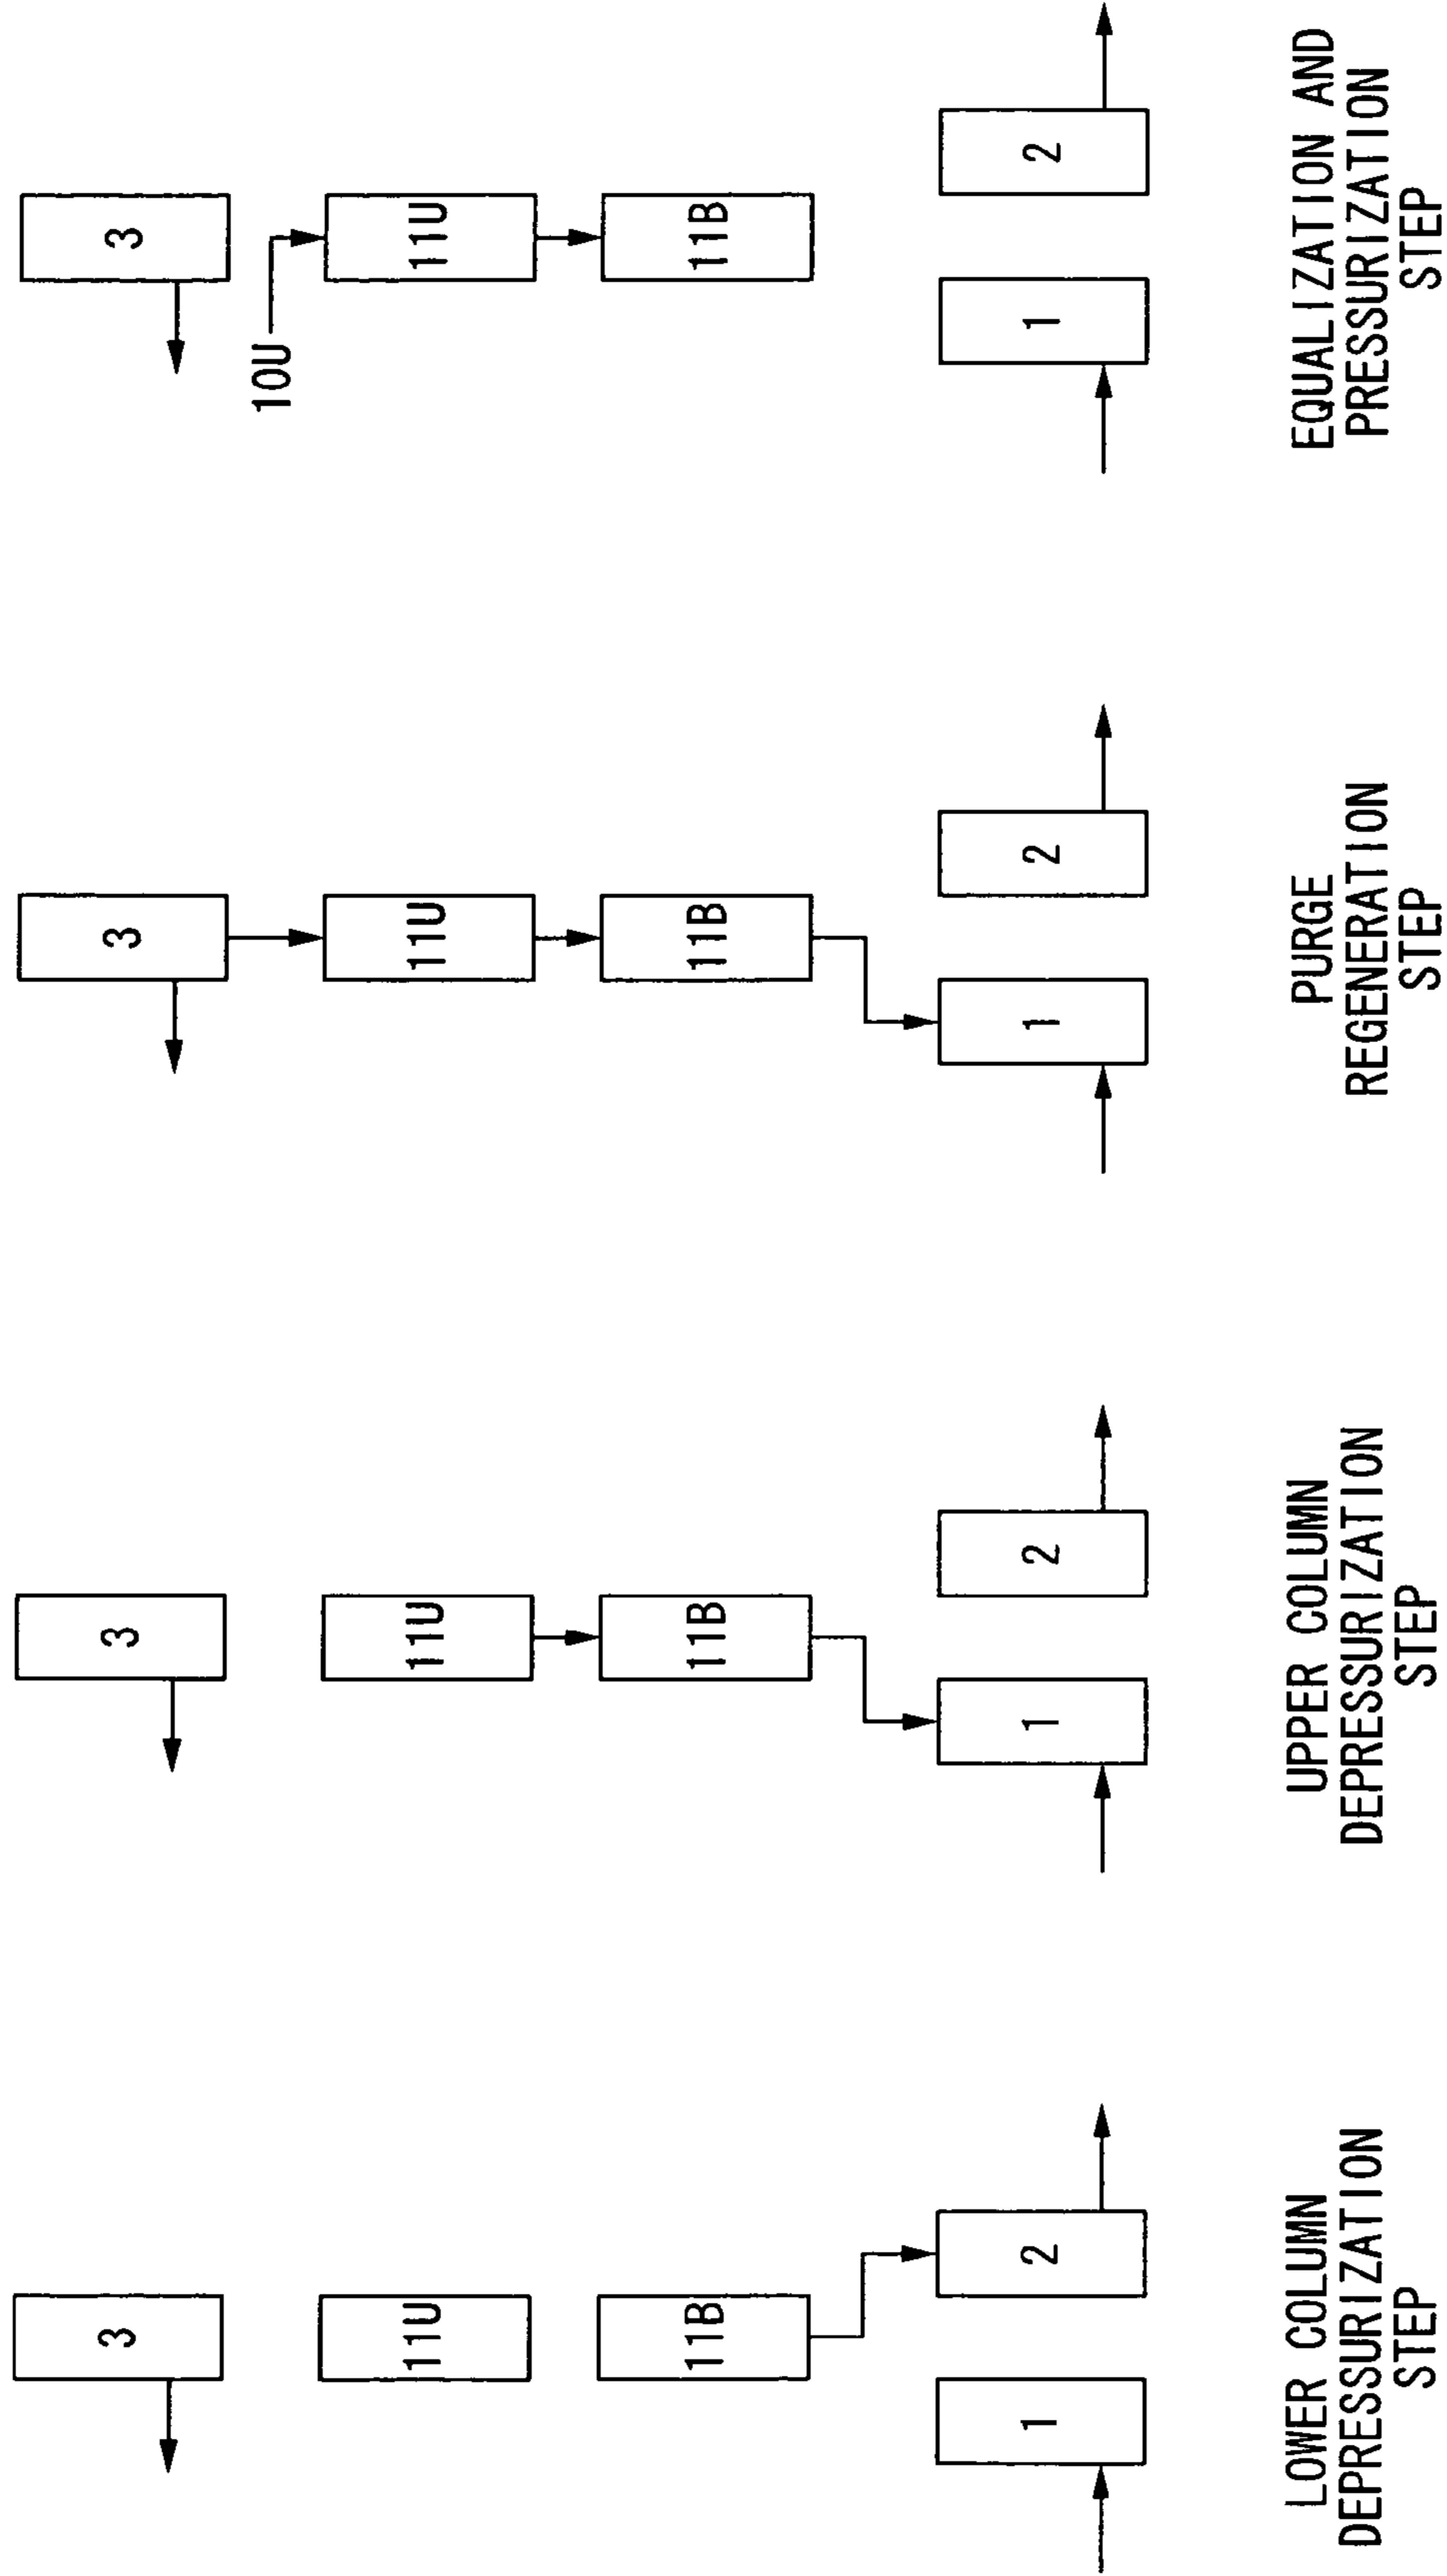 3
11U
11B
1
2
LOWER COLUMN
DEPRESSURIZATION
STEP
3
11U
11B
1
2
UPPER COLUMN
DEPRESSURIZATION
STEP
3
11U
11B
1
2
PURGE
REGENERATION
STEP
3
10U
11U
11B
1
2
EQUALIZATION AND
PRESSURIZATION
STEP